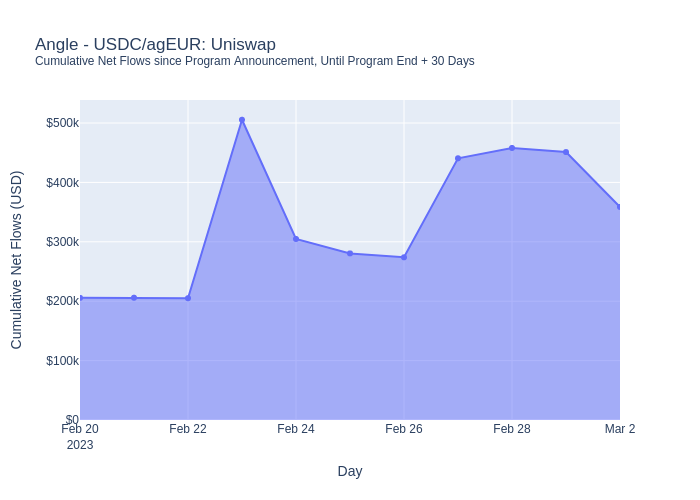 Angle - USDC/agEUR: Uniswap
Cumulative Net Flows since Program Announcement, Until Program End + 30 Days
Cumulative Net Flows (USD)
$500k
$400k
$300k
$200k
$100k
$0
Feb 20
2023
Feb 22
Feb 24
Feb 26
Feb 28
Mar 2
Day